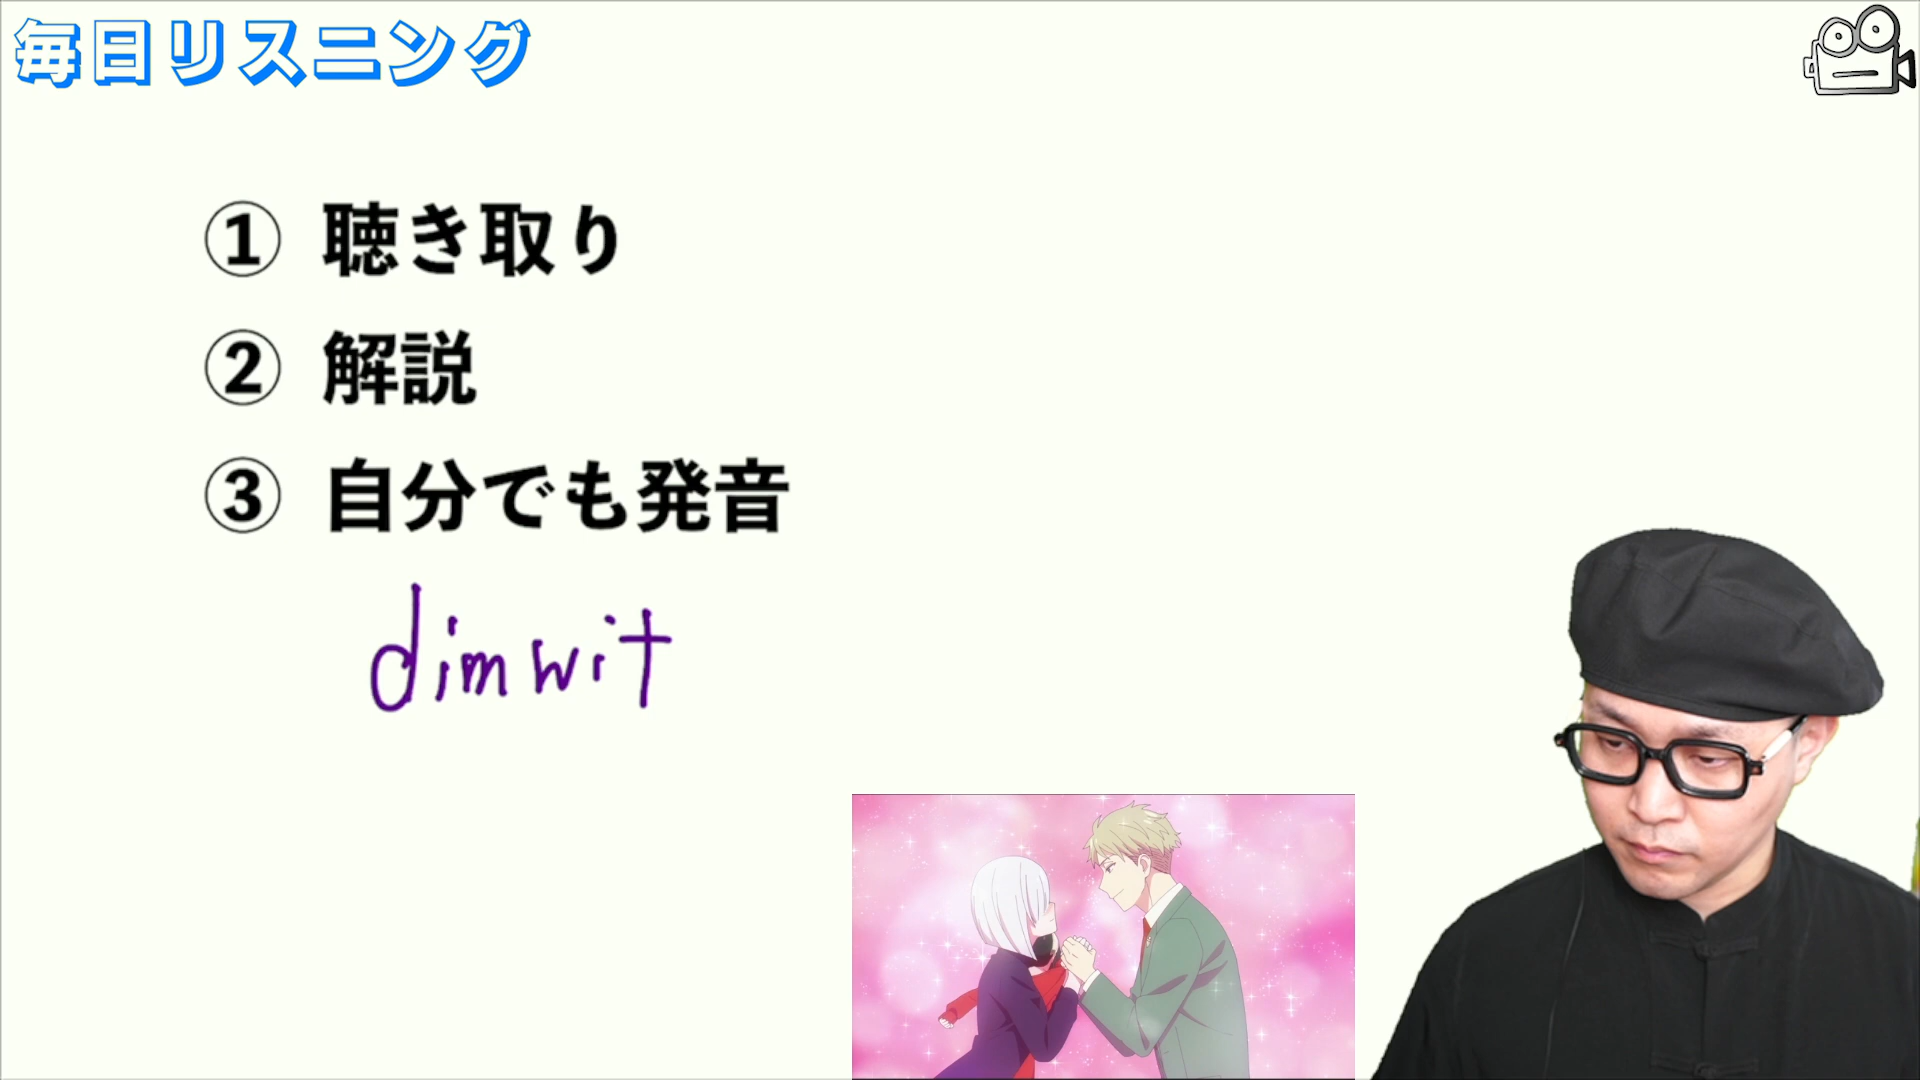 毎日リスニング
① 聴き取り
② 解説
③ 自分でも発音
dimwit